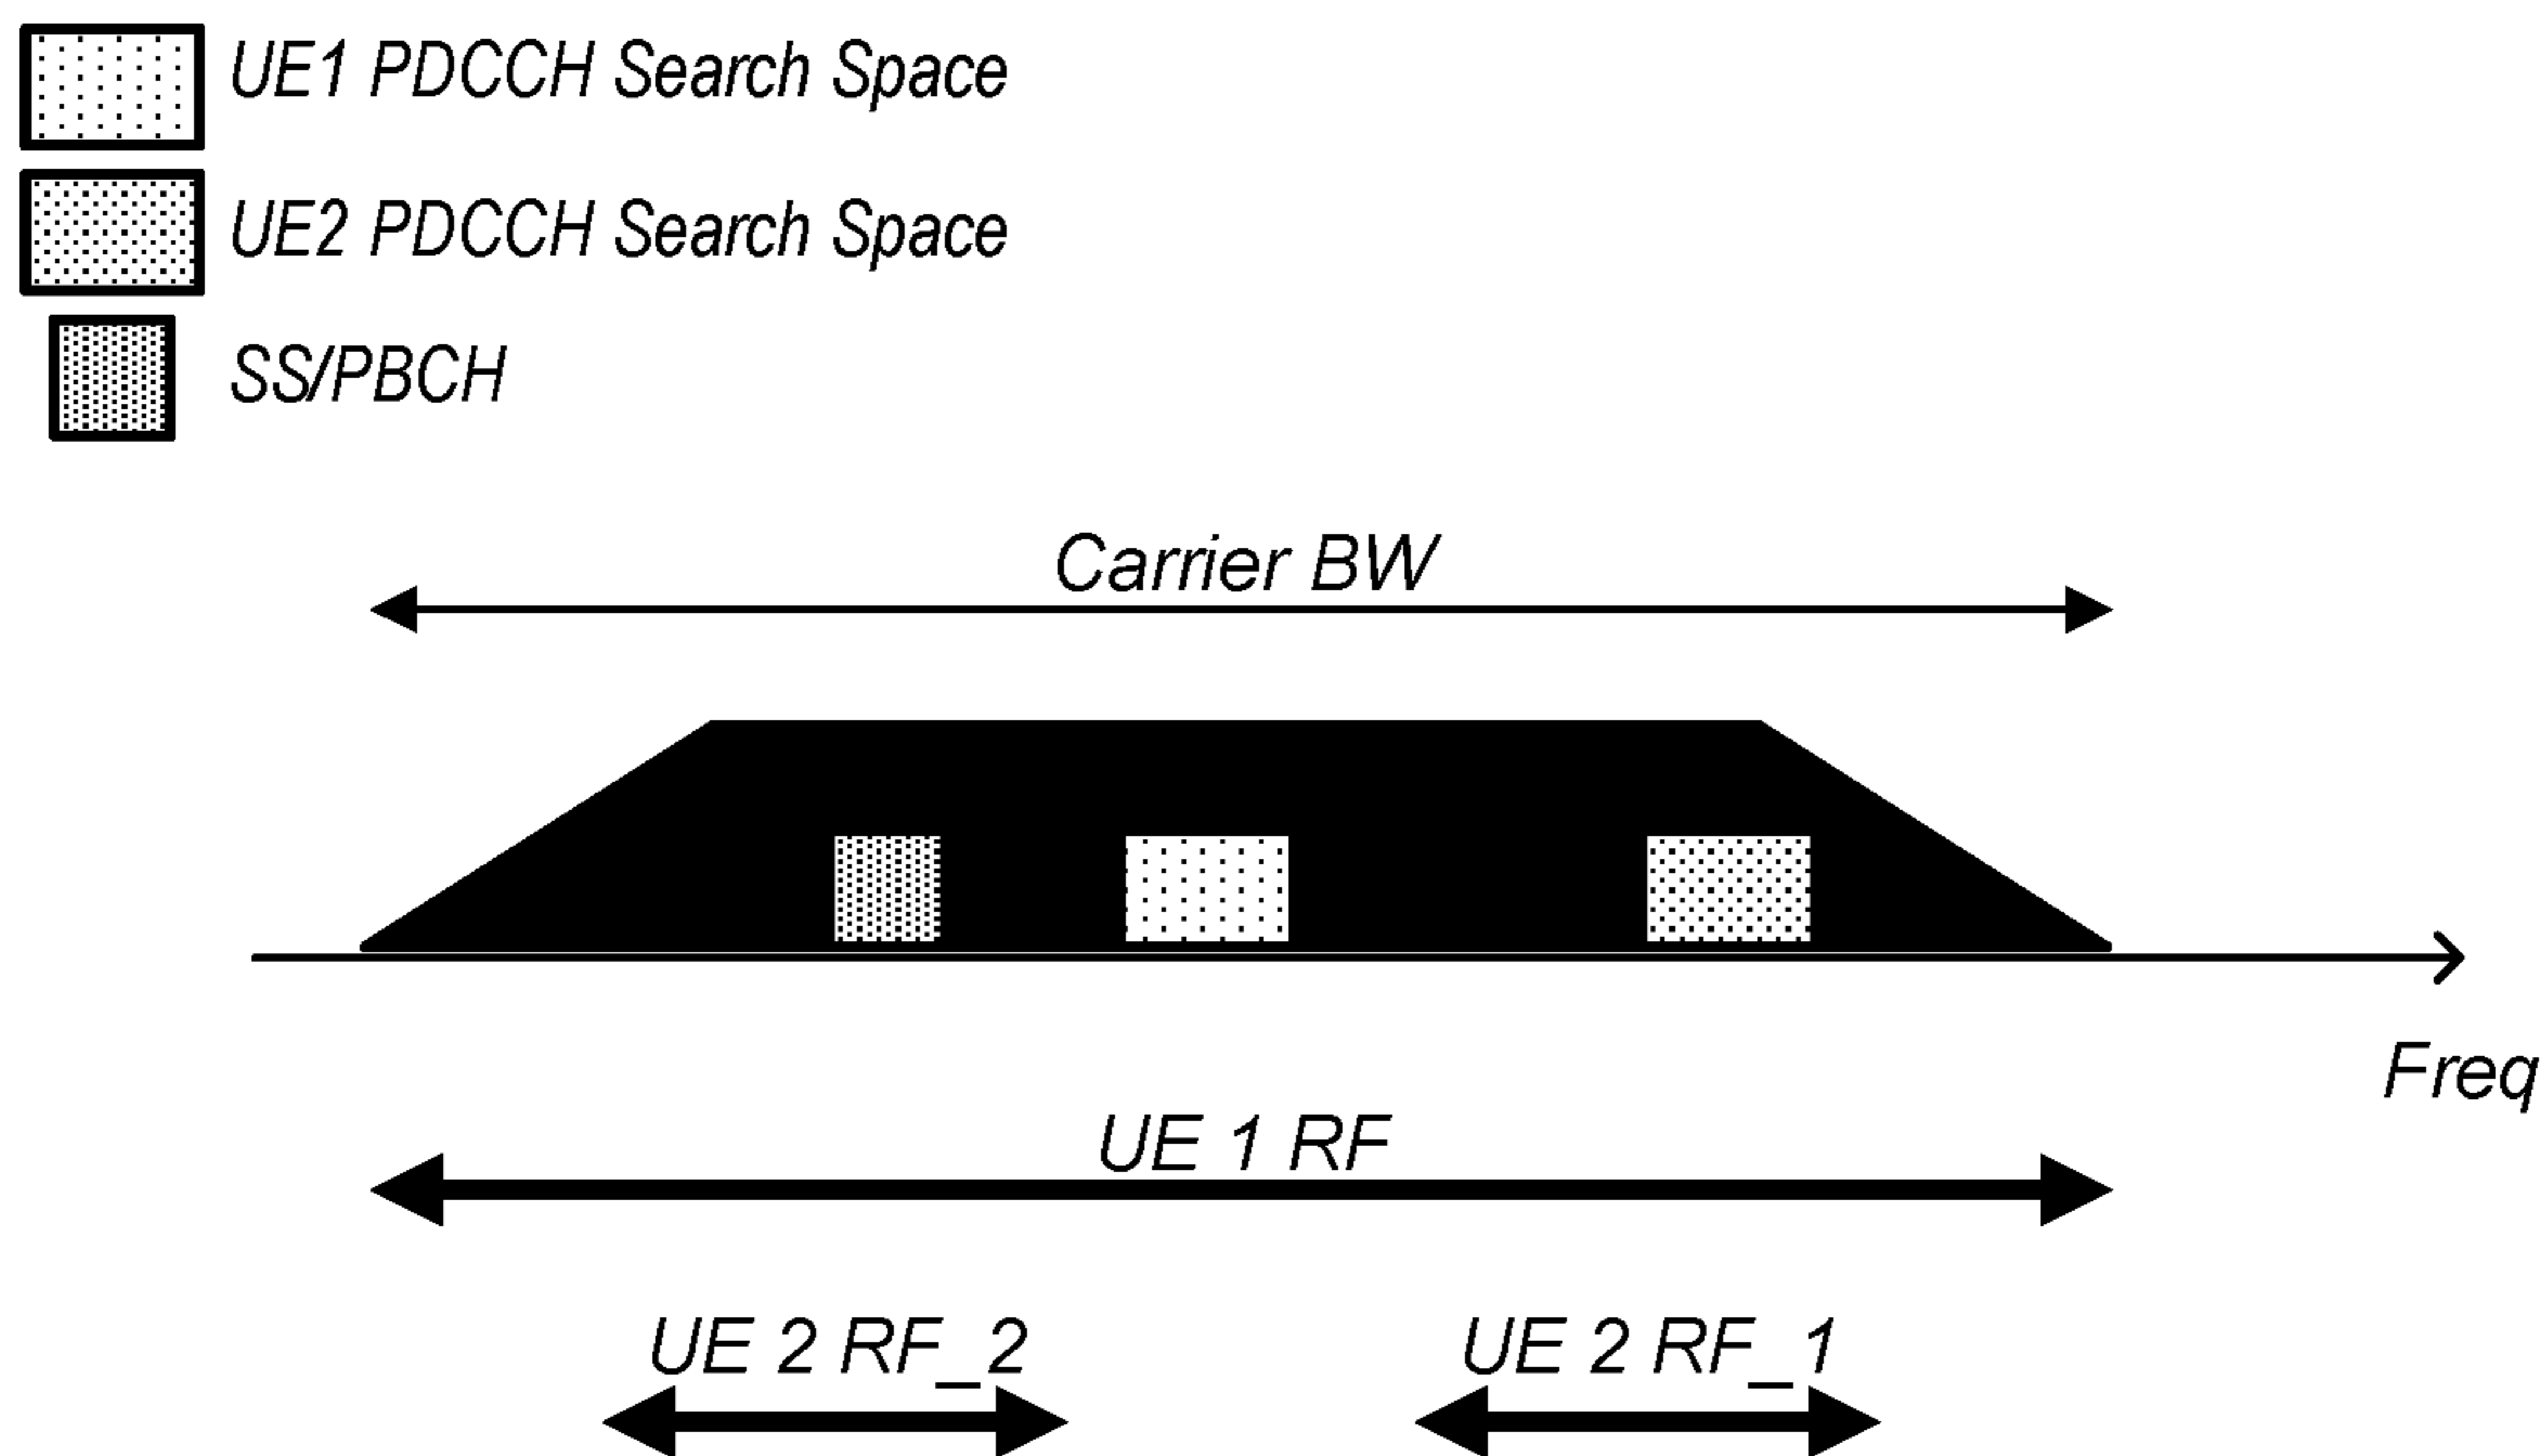 UE1 PDCCH Search Space
UE2 PDCCH Search Space
SS/PBCH
Carrier BW
Freq
UE 1 RF
UE 2 RF_2
UE 2 RF_1